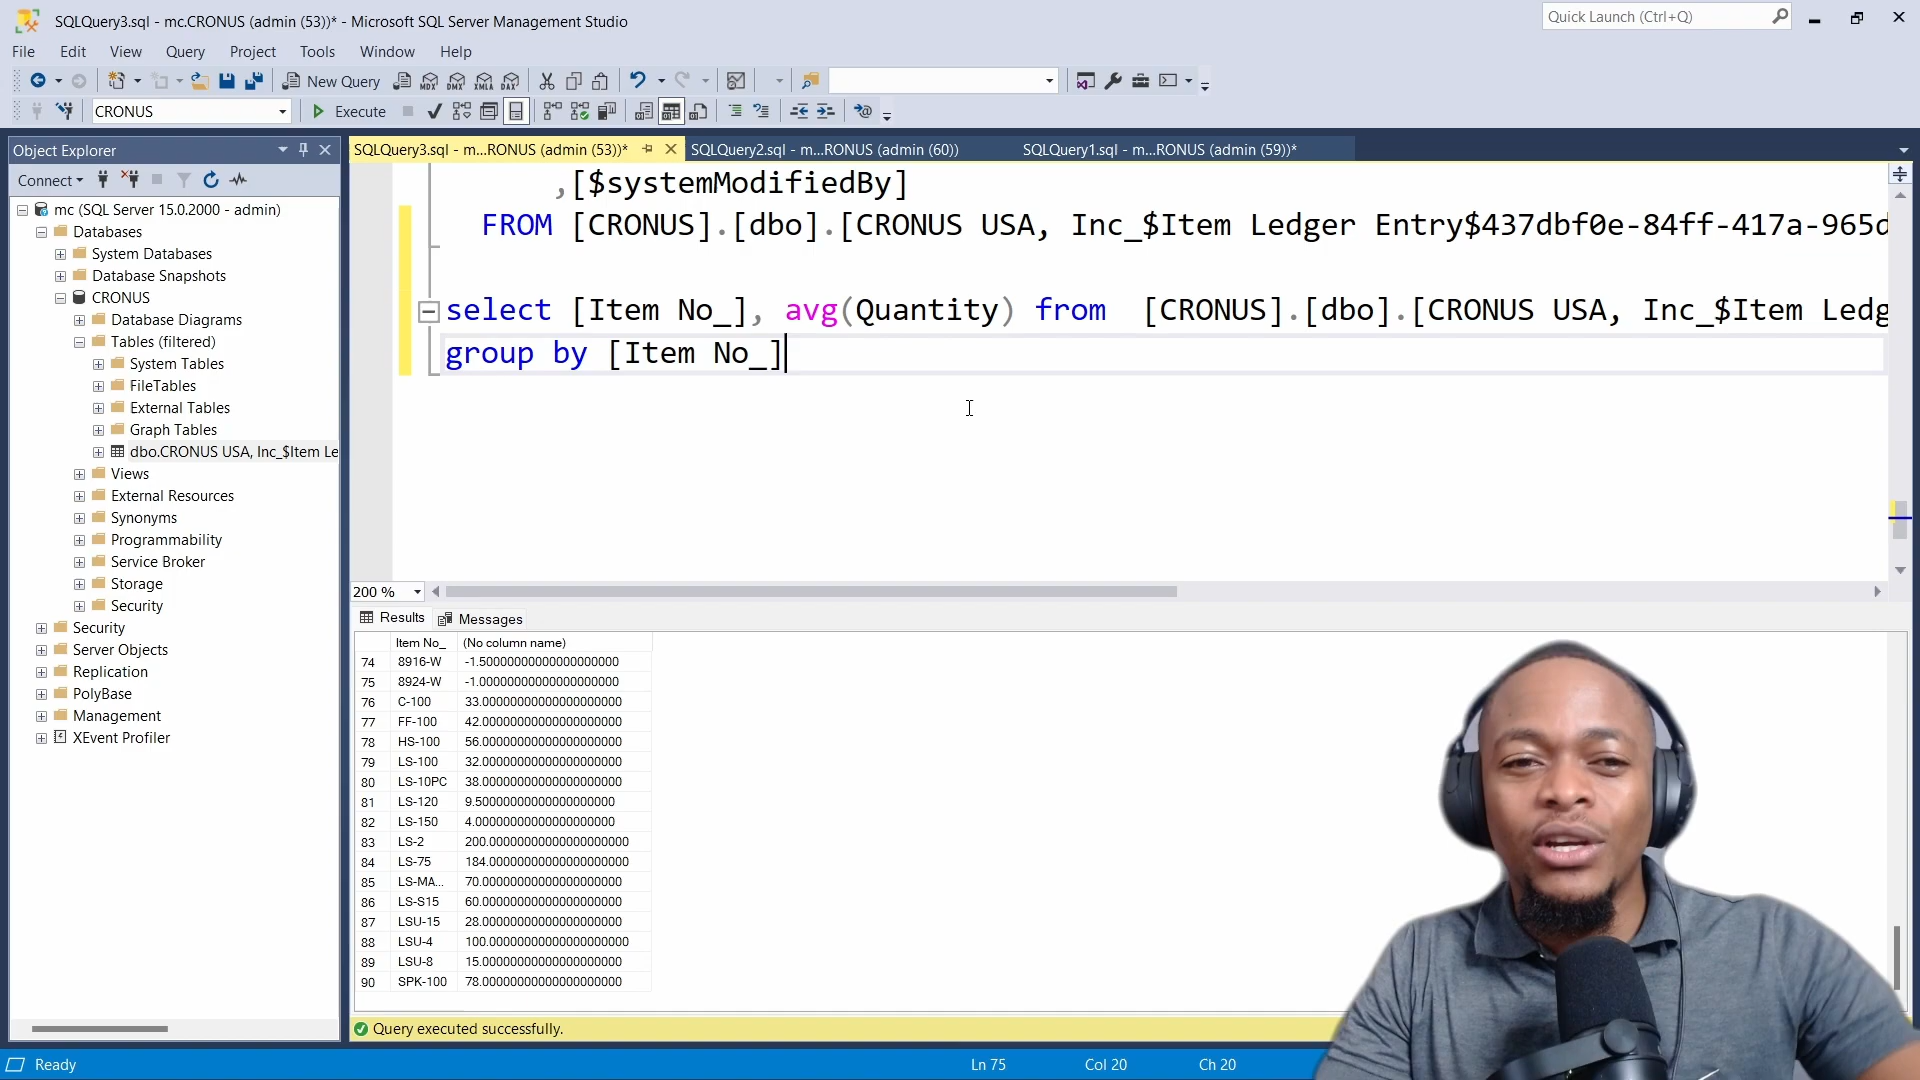 SQLQuery3.sql - mc.CRONUS (admin (53))* - Microsoft SQL Server Management Studio
Quick Launch (Ctrl+Q)
File Edit View Query Project Tools Window Help
New Query
MDX DMX XMLA DAX
CRONUS
Execute
Object Explorer
Connect
mc (SQL Server 15.0.2000 - admin)
Databases
System Databases
Database Snapshots
CRONUS
Database Diagrams
Tables (filtered)
System Tables
FileTables
External Tables
Graph Tables
dbo.CRONUS USA, Inc_$Item Le
Views
External Resources
Synonyms
Programmability
Service Broker
Storage
Security
Security
Server Objects
Replication
PolyBase
Management
XEvent Profiler
SQLQuery3.sql - m...RONUS (admin (53))*
SQLQuery2.sql - m...RONUS (admin (60))
SQLQuery1.sql - m...RONUS (admin (59))*
,[$systemModifiedBy]
FROM [CRONUS].[dbo].[CRONUS USA, Inc_$Item Ledger Entry$437dbf0e-84ff-417a-965d
select [Item No_], avg(Quantity) from [CRONUS].[dbo].[CRONUS USA, Inc_$Item Ledg
group by [Item No_]
200 %
Results Messages
Item No_ (No column name)
74 8916-W -1.50000000000000000000
75 8924-W -1.00000000000000000000
76 C-100 33.00000000000000000000
77 FF-100 42.00000000000000000000
78 HS-100 56.00000000000000000000
79 LS-100 32.00000000000000000000
80 LS-10PC 38.00000000000000000000
81 LS-120 9.50000000000000000000
82 LS-150 4.00000000000000000000
83 LS-2 200.00000000000000000000
84 LS-75 184.00000000000000000000
85 LS-MA... 70.00000000000000000000
86 LS-S15 60.00000000000000000000
87 LSU-15 28.00000000000000000000
88 LSU-4 100.00000000000000000000
89 LSU-8 15.00000000000000000000
90 SPK-100 78.00000000000000000000
Query executed successfully.
Ready
Ln 75 Col 20 Ch 20